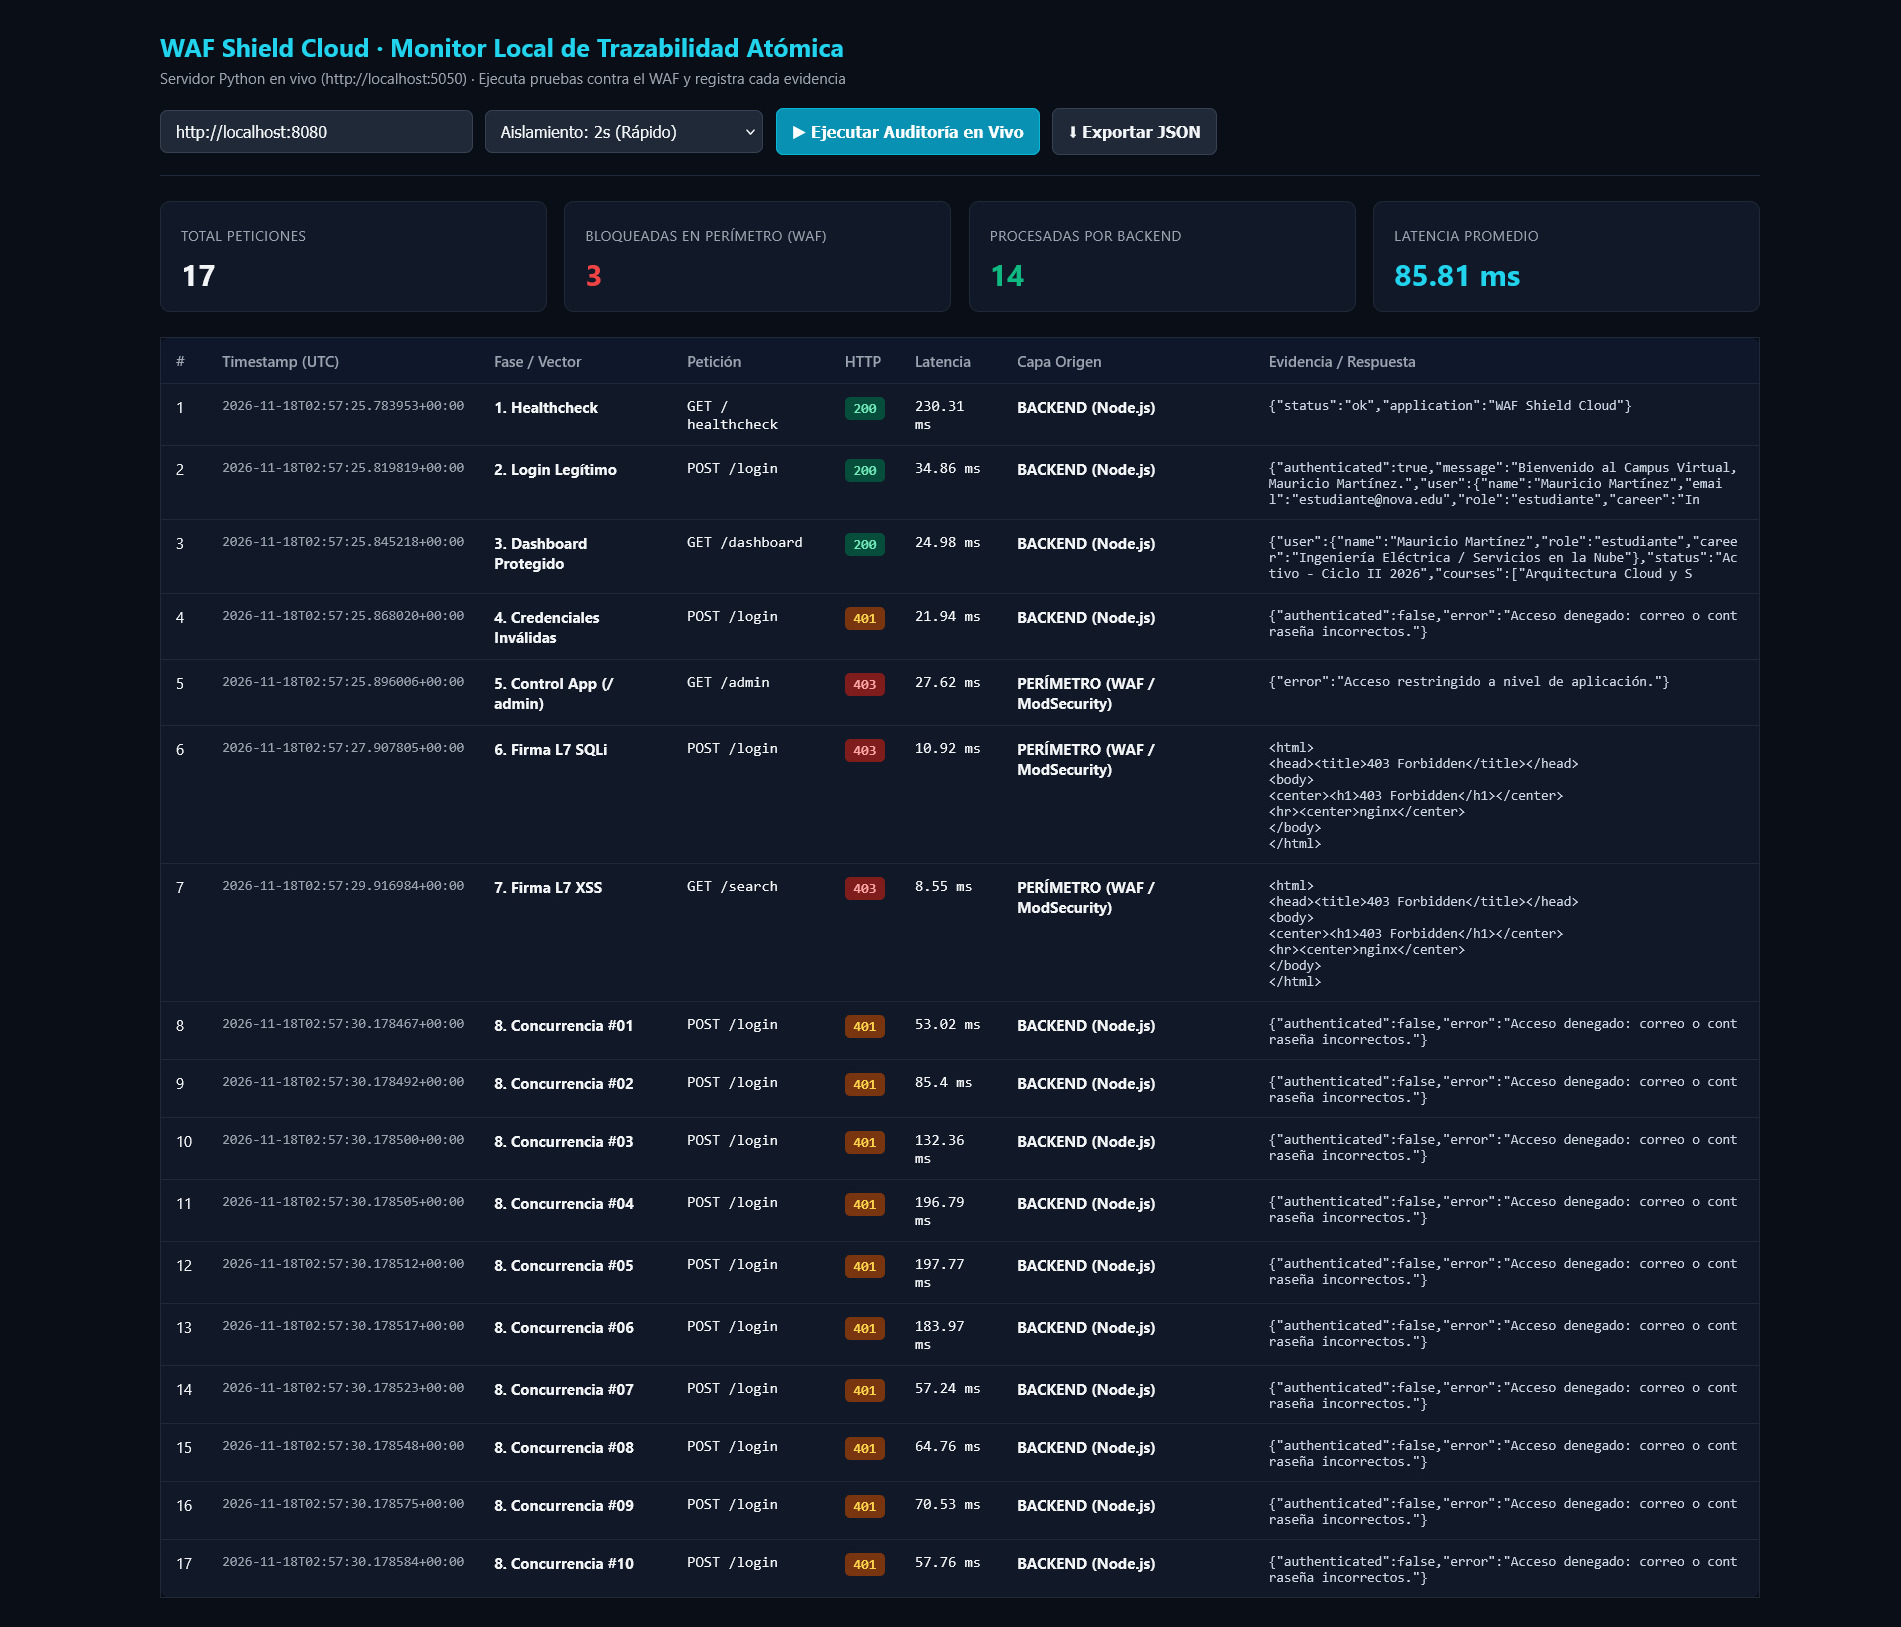 WAF Shield Cloud · Monitor Local de Trazabilidad Atómica
Servidor Python en vivo (http://localhost:5050) · Ejecuta pruebas contra el WAF y registra cada evidencia
http://localhost:8080
Aislamiento: 2s (Rápido)
▶ Ejecutar Auditoría en Vivo
⬇ Exportar JSON
TOTAL PETICIONES
17
BLOQUEADAS EN PERÍMETRO (WAF)
3
PROCESADAS POR BACKEND
14
LATENCIA PROMEDIO
85.81 ms
# Timestamp (UTC) Fase / Vector Petición HTTP Latencia Capa Origen Evidencia / Respuesta
1 2026-11-18T02:57:25.783953+00:00 1. Healthcheck GET / 200 230.31 BACKEND (Node.js) {"status":"ok","application":"WAF Shield Cloud"}
healthcheck ms
2 2026-11-18T02:57:25.819819+00:00 2. Login Legítimo POST /login 200 34.86 ms BACKEND (Node.js) {"authenticated":true,"message":"Bienvenido al Campus Virtual,
Mauricio Martínez.","user":{"name":"Mauricio Martínez","emai
l":"estudiante@nova.edu","role":"estudiante","career":"In
3 2026-11-18T02:57:25.845218+00:00 3. Dashboard GET /dashboard 200 24.98 ms BACKEND (Node.js) {"user":{"name":"Mauricio Martínez","role":"estudiante","caree
Protegido r":"Ingeniería Eléctrica / Servicios en la Nube"},"status":"Ac
tivo - Ciclo II 2026","courses":["Arquitectura Cloud y S
4 2026-11-18T02:57:25.868020+00:00 4. Credenciales POST /login 401 21.94 ms BACKEND (Node.js) {"authenticated":false,"error":"Acceso denegado: correo o cont
Inválidas raseña incorrectos."}
5 2026-11-18T02:57:25.896006+00:00 5. Control App (/ GET /admin 403 27.62 ms PERÍMETRO (WAF / {"error":"Acceso restringido a nivel de aplicación."}
admin) ModSecurity)
6 2026-11-18T02:57:27.907805+00:00 6. Firma L7 SQLi POST /login 403 10.92 ms PERÍMETRO (WAF / <html>
ModSecurity) <head><title>403 Forbidden</title></head>
<body>
<center><h1>403 Forbidden</h1></center>
<hr><center>nginx</center>
</body>
</html>
7 2026-11-18T02:57:29.916984+00:00 7. Firma L7 XSS GET /search 403 8.55 ms PERÍMETRO (WAF / <html>
ModSecurity) <head><title>403 Forbidden</title></head>
<body>
<center><h1>403 Forbidden</h1></center>
<hr><center>nginx</center>
</body>
</html>
8 2026-11-18T02:57:30.178467+00:00 8. Concurrencia #01 POST /login 401 53.02 ms BACKEND (Node.js) {"authenticated":false,"error":"Acceso denegado: correo o cont
raseña incorrectos."}
9 2026-11-18T02:57:30.178492+00:00 8. Concurrencia #02 POST /login 401 85.4 ms BACKEND (Node.js) {"authenticated":false,"error":"Acceso denegado: correo o cont
raseña incorrectos."}
10 2026-11-18T02:57:30.178500+00:00 8. Concurrencia #03 POST /login 401 132.36 BACKEND (Node.js) {"authenticated":false,"error":"Acceso denegado: correo o cont
ms raseña incorrectos."}
11 2026-11-18T02:57:30.178505+00:00 8. Concurrencia #04 POST /login 401 196.79 BACKEND (Node.js) {"authenticated":false,"error":"Acceso denegado: correo o cont
ms raseña incorrectos."}
12 2026-11-18T02:57:30.178512+00:00 8. Concurrencia #05 POST /login 401 197.77 BACKEND (Node.js) {"authenticated":false,"error":"Acceso denegado: correo o cont
ms raseña incorrectos."}
13 2026-11-18T02:57:30.178517+00:00 8. Concurrencia #06 POST /login 401 183.97 BACKEND (Node.js) {"authenticated":false,"error":"Acceso denegado: correo o cont
ms raseña incorrectos."}
14 2026-11-18T02:57:30.178523+00:00 8. Concurrencia #07 POST /login 401 57.24 ms BACKEND (Node.js) {"authenticated":false,"error":"Acceso denegado: correo o cont
raseña incorrectos."}
15 2026-11-18T02:57:30.178548+00:00 8. Concurrencia #08 POST /login 401 64.76 ms BACKEND (Node.js) {"authenticated":false,"error":"Acceso denegado: correo o cont
raseña incorrectos."}
16 2026-11-18T02:57:30.178575+00:00 8. Concurrencia #09 POST /login 401 70.53 ms BACKEND (Node.js) {"authenticated":false,"error":"Acceso denegado: correo o cont
raseña incorrectos."}
17 2026-11-18T02:57:30.178584+00:00 8. Concurrencia #10 POST /login 401 57.76 ms BACKEND (Node.js) {"authenticated":false,"error":"Acceso denegado: correo o cont
raseña incorrectos."}